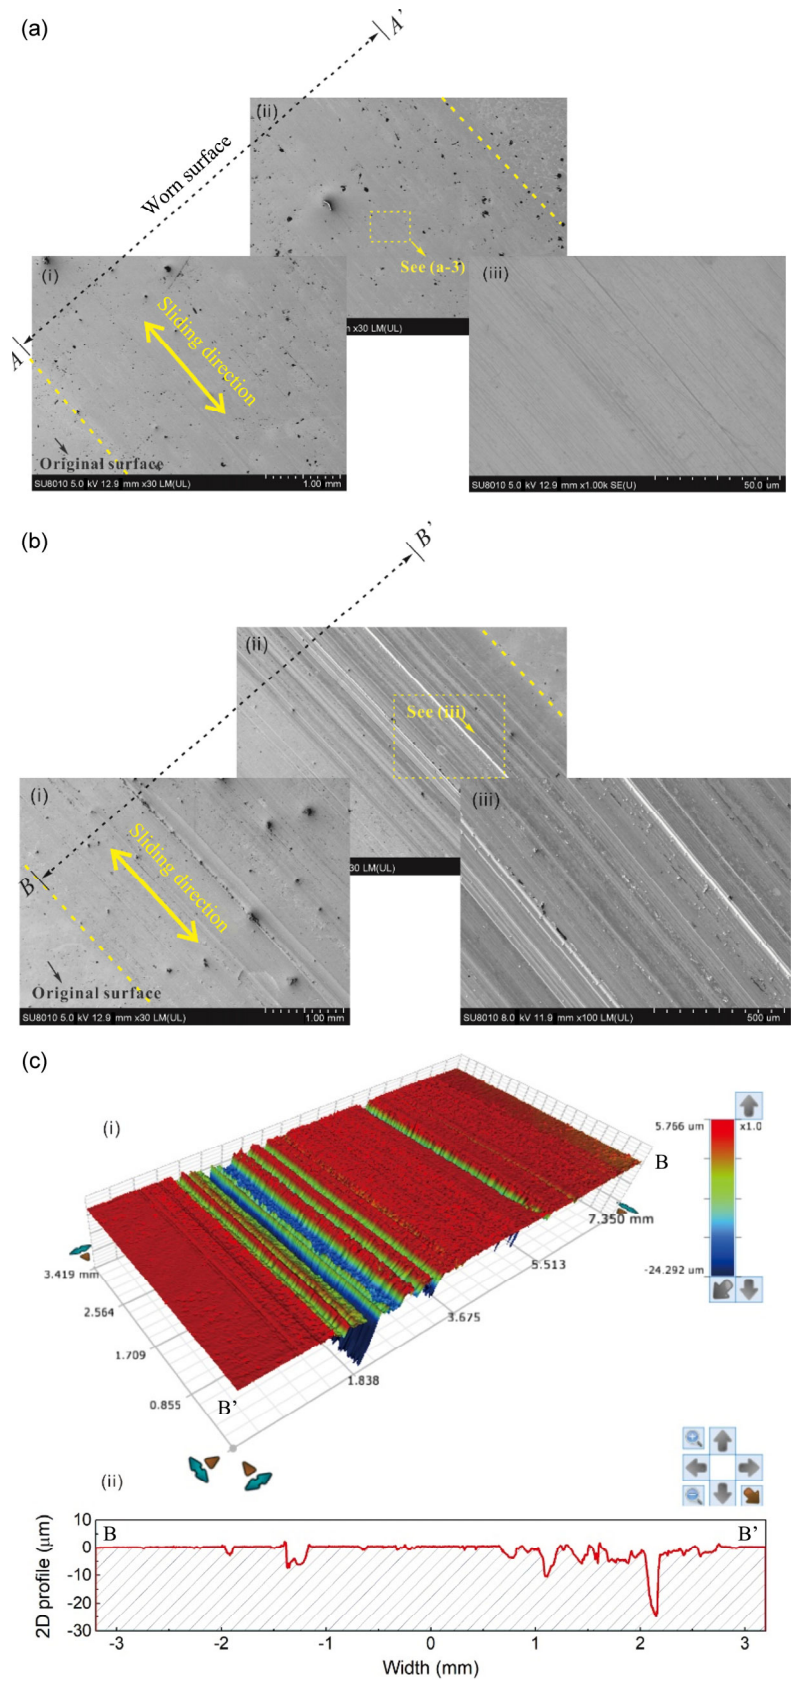 (a)
A'
Worn surface
(ii)
See (a-3)
m x30 LM(UL)
(i)
A
Sliding direction
Original surface
SU8010 5.0 kV 12.9 mm x30 LM(UL) 1.00 mm
(iii)
SU8010 5.0 kV 12.9 mm x1.00k SE(U) 50.0 um
(b)
B'
(ii)
See (iii)
30 LM(UL)
(i)
B
Sliding direction
Original surface
SU8010 5.0 kV 12.9 mm x30 LM(UL) 1.00 mm
(iii)
SU8010 8.0 kV 11.9 mm x100 LM(UL) 500 um
(c)
(i)
5.756 um x1.0
-24.292 um
B
7.350 mm
5.513
3.675
1.838
3.419 mm
2.564
1.709
0.855
B'
(ii)
B B'
2D profile (μm)
10
0
-10
-20
-30
-3 -2 -1 0 1 2 3
Width (mm)